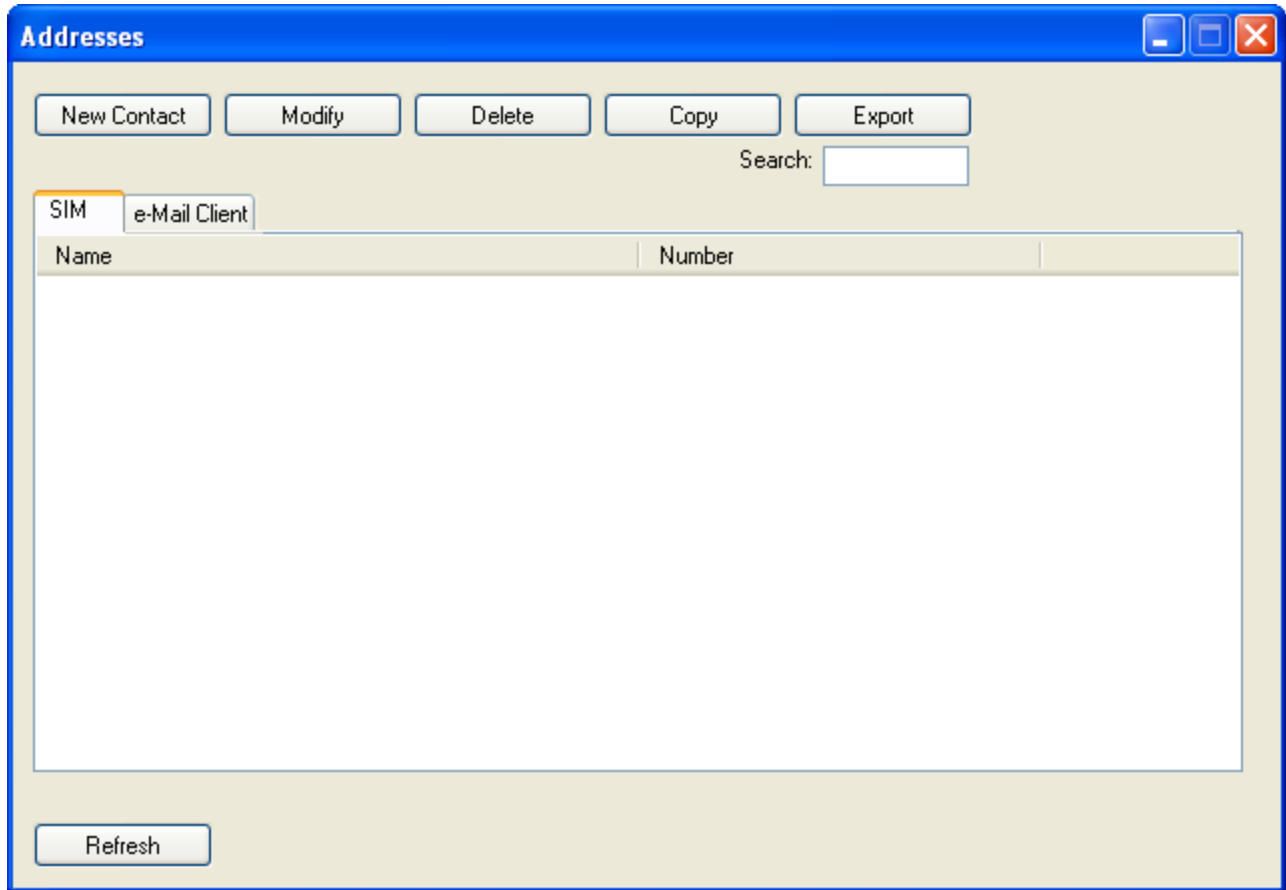 Addresses
New Contact Modify Delete Copy Export
Search:
SIM e-Mail Client
Name Number
Refresh